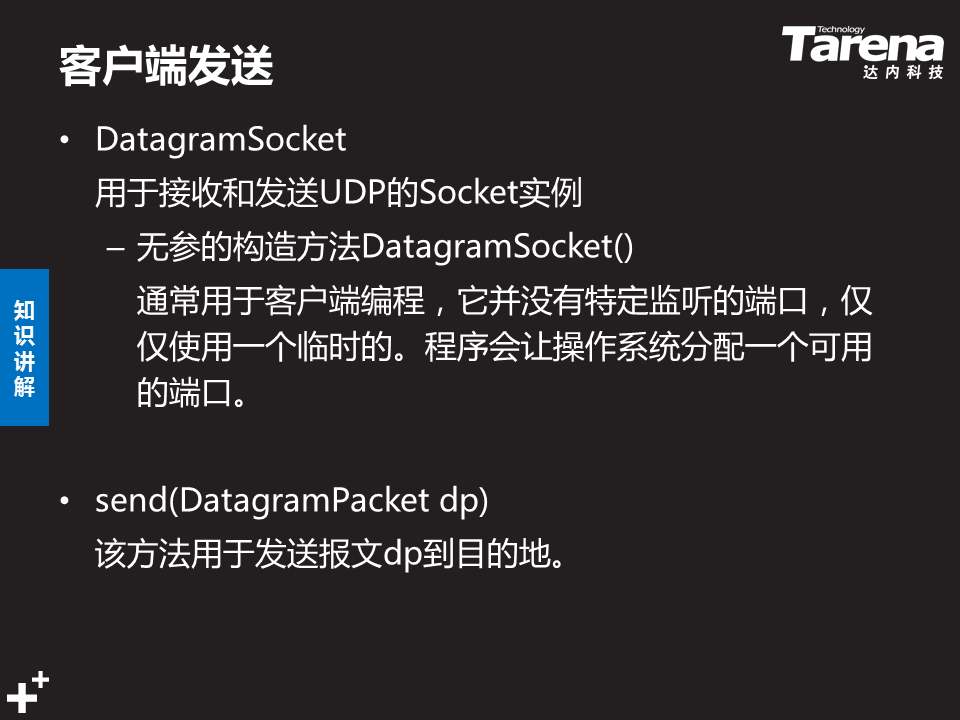 客户端发送
Technology
Tarena
达内科技
• DatagramSocket
用于接收和发送UDP的Socket实例
– 无参的构造方法DatagramSocket()
通常用于客户端编程，它并没有特定监听的端口，仅
仅使用一个临时的。程序会让操作系统分配一个可用
的端口。
知
识
讲
解
• send(DatagramPacket dp)
该方法用于发送报文dp到目的地。